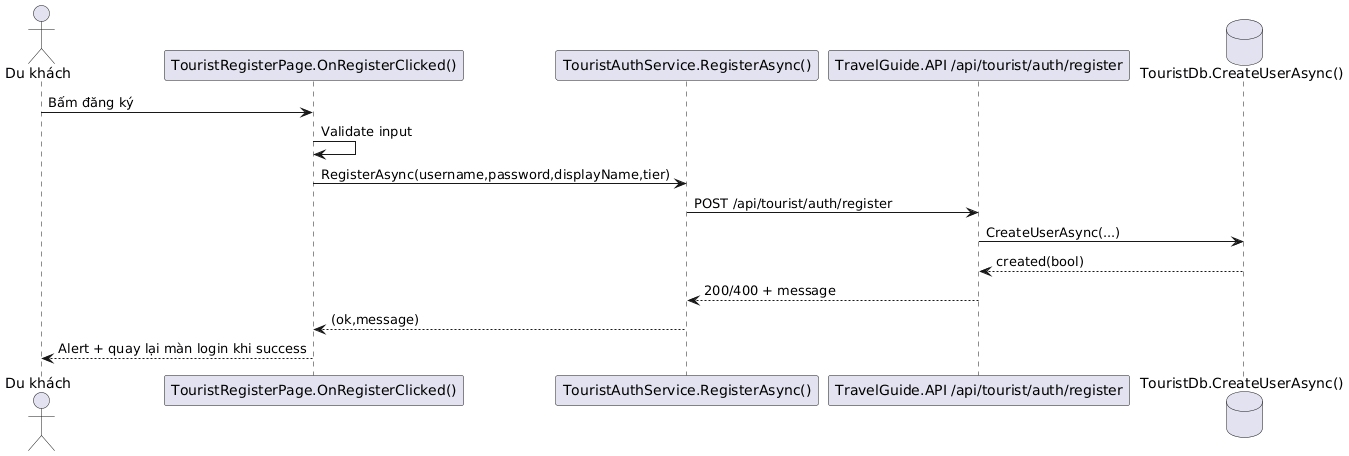 Du khách
TouristRegisterPage.OnRegisterClicked()
TouristAuthService.RegisterAsync()
TravelGuide.API /api/tourist/auth/register
TouristDb.CreateUserAsync()
Bấm đăng ký
Validate input
RegisterAsync(username,password,displayName,tier)
POST /api/tourist/auth/register
CreateUserAsync(...)
created(bool)
200/400 + message
(ok,message)
Alert + quay lại màn login khi success
Du khách
TouristRegisterPage.OnRegisterClicked()
TouristAuthService.RegisterAsync()
TravelGuide.API /api/tourist/auth/register
TouristDb.CreateUserAsync()